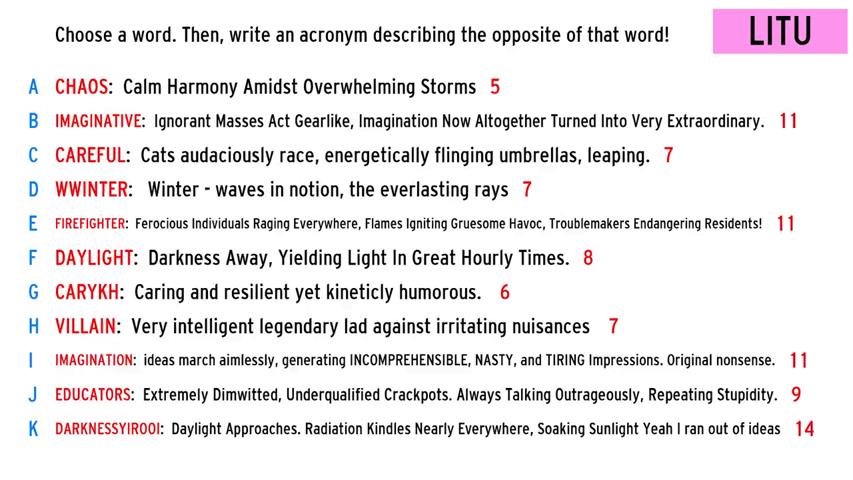 Choose a word. Then, write an acronym describing the opposite of that word!
LITU
A CHAOS: Calm Harmony Amidst Overwhelming Storms 5
B IMAGINATIVE: Ignorant Masses Act Gearlike, Imagination Now Altogether Turned Into Very Extraordinary. 11
C CAREFUL: Cats audaciously race, energetically flinging umbrellas, leaping. 7
D WWINTER: Winter - waves in notion, the everlasting rays 7
E FIREFIGHTER: Ferocious Individuals Raging Everywhere, Flames Igniting Gruesome Havoc, Troublemakers Endangering Residents! 11
F DAYLIGHT: Darkness Away, Yielding Light In Great Hourly Times. 8
G CARYKH: Caring and resilient yet kineticly humorous. 6
H VILLAIN: Very intelligent legendary lad against irritating nuisances 7
I IMAGINATION: ideas march aimlessly, generating INCOMPREHENSIBLE, NASTY, and TIRING Impressions. Original nonsense. 11
J EDUCATORS: Extremely Dimwitted, Underqualified Crackpots. Always Talking Outrageously, Repeating Stupidity. 9
K DARKNESSYIROOI: Daylight Approaches. Radiation Kindles Nearly Everywhere, Soaking Sunlight Yeah I ran out of ideas 14